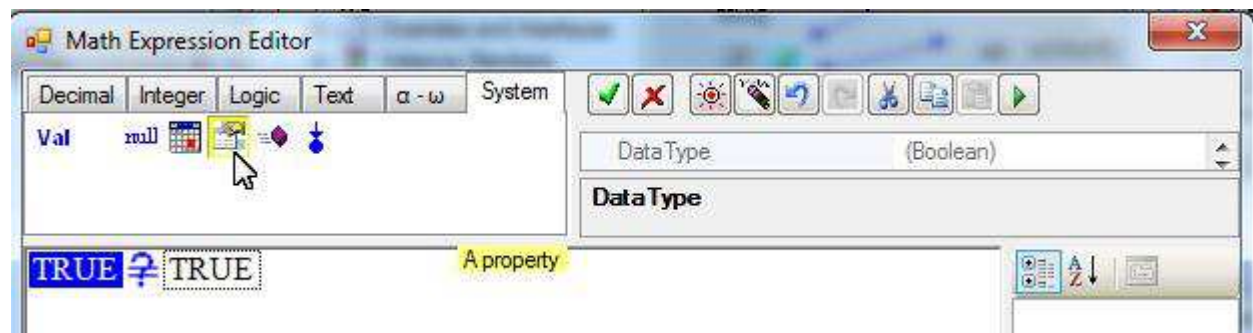 Math Expression Editor
Decimal Integer Logic Text α - ω System
Val null
DataType (Boolean)
DataType
TRUE ? TRUE
A property
A Z